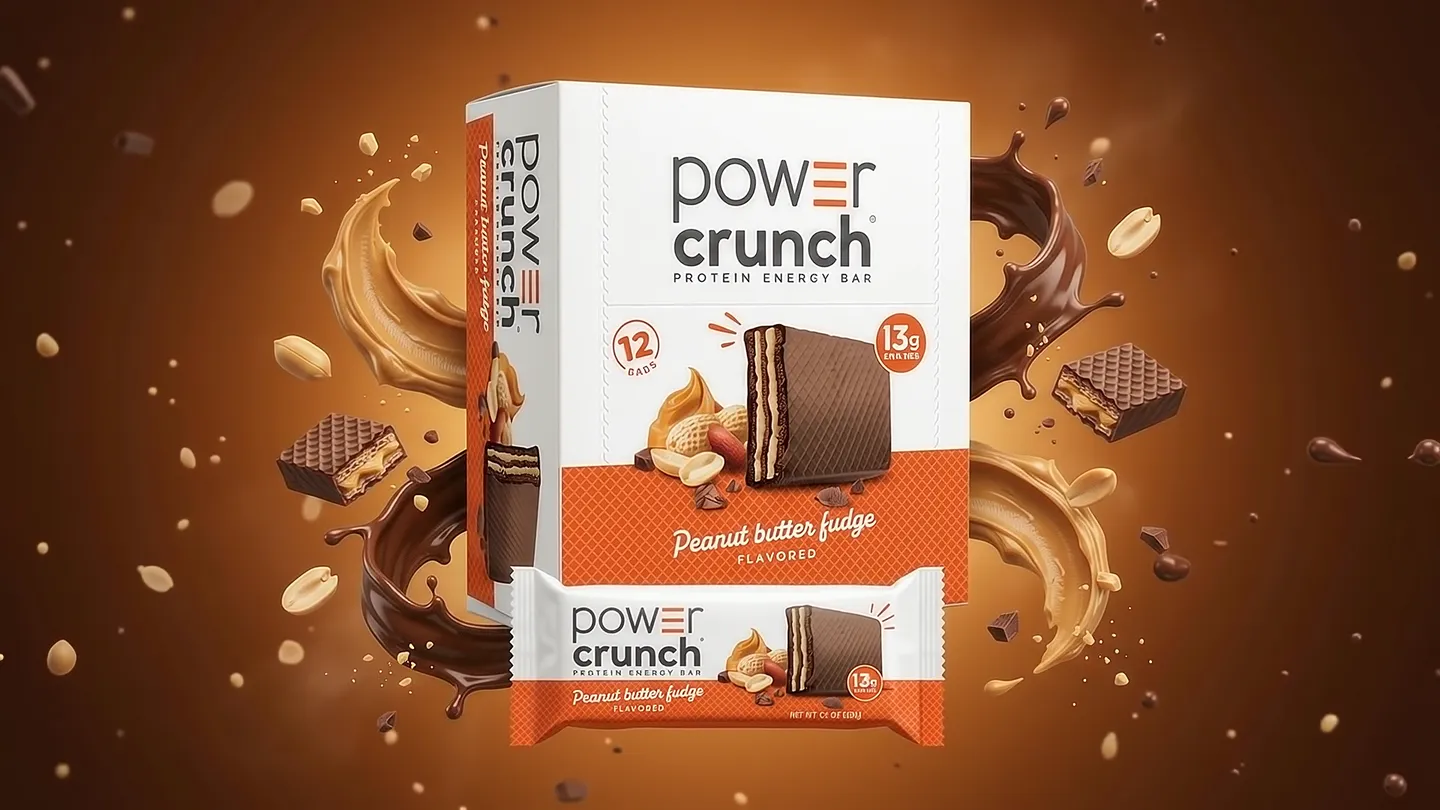 power
crunch®
PROTEIN ENERGY BAR
12
13g
Peanut butter fudge
FLAVORED
power
crunch
Peanut butter fudge
power
crunch
PROTEIN ENERGY BAR
Peanut butter fudge
FLAVORED
13g